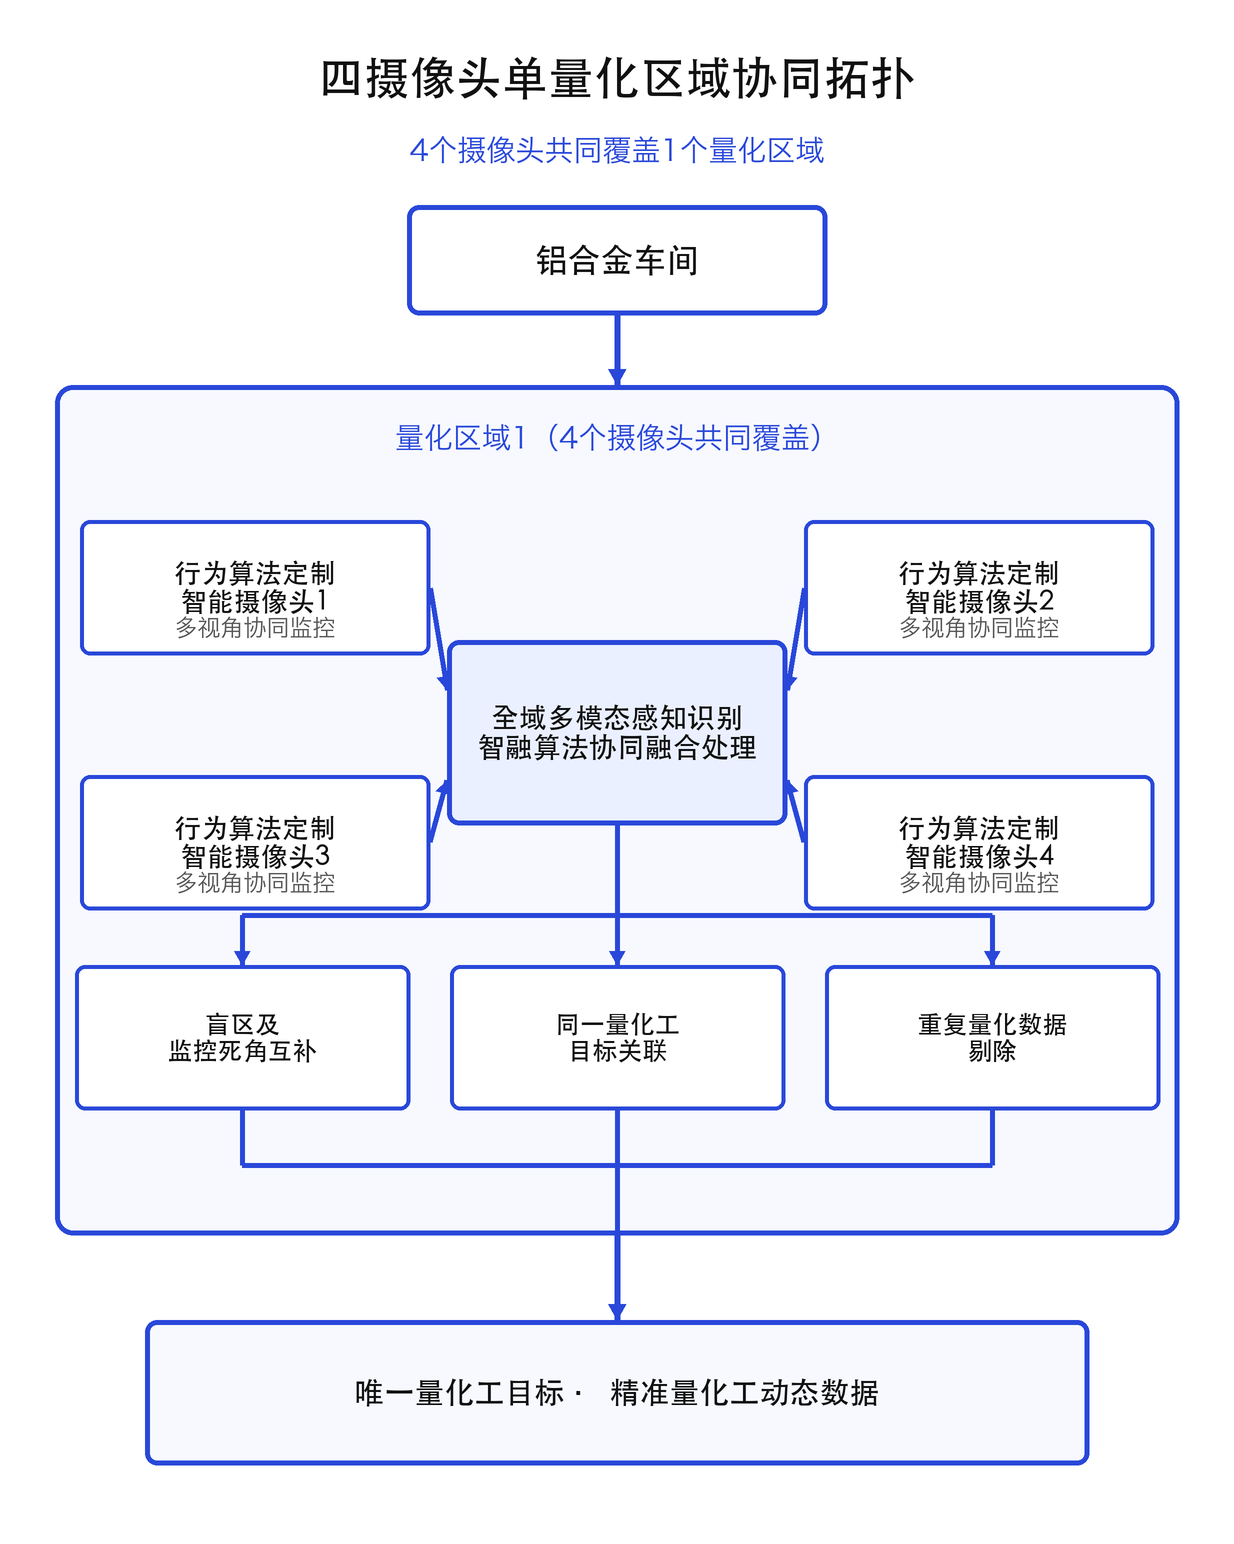 四摄像头单量化区域协同拓扑
4个摄像头共同覆盖1个量化区域
铝合金车间
量化区域1（4个摄像头共同覆盖）
行为算法定制
智能摄像头1
多视角协同监控
行为算法定制
智能摄像头2
多视角协同监控
全域多模态感知识别
智融算法协同融合处理
行为算法定制
智能摄像头3
多视角协同监控
行为算法定制
智能摄像头4
多视角协同监控
盲区及
监控死角互补
同一量化工
目标关联
重复量化数据
剔除
唯一量化工目标 · 精准量化工动态数据